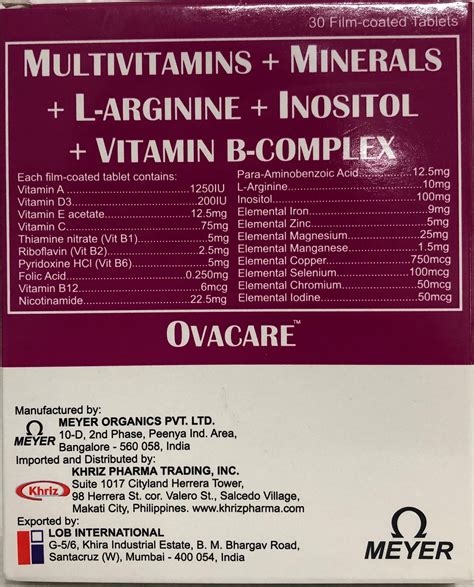 30 Film-coated Tablets
MULTIVITAMINS + MINERALS
+ L-ARGININE + INOSITOL
+ VITAMIN B-COMPLEX
Each film-coated tablet contains:
Vitamin A ........ 1250IU
Vitamin D3 ........ 200IU
Vitamin E acetate ........ 12.5mg
Vitamin C ........ 75mg
Thiamine nitrate (Vit B1) ........ 5mg
Riboflavin (Vit B2) ........ 2.5mg
Pyridoxine HCl (Vit B6) ........ 5mg
Folic Acid ........ 0.250mg
Vitamin B12 ........ 6mcg
Nicotinamide ........ 22.5mg
Para-Aminobenzoic Acid ........ 12.5mg
L-Arginine ........ 10mg
Inositol ........ 100mg
Elemental Iron ........ 9mg
Elemental Zinc ........ 5mg
Elemental Magnesium ........ 25mg
Elemental Manganese ........ 1.5mg
Elemental Copper ........ 750mcg
Elemental Selenium ........ 100mcg
Elemental Chromium ........ 50mcg
Elemental Iodine ........ 50mcg
OVACARE™
Manufactured by:
MEYER
MEYER ORGANICS PVT. LTD.
10-D, 2nd Phase, Peenya Ind. Area,
Bangalore - 560 058, India
Imported and Distributed by:
Khriz
KHRIZ PHARMA TRADING, INC.
Suite 1017 Cityland Herrera Tower,
98 Herrera St. cor. Valero St., Salcedo Village,
Makati City, Philippines. www.khrizpharma.com
Exported by:
LOB INTERNATIONAL
G-5/6, Khira Industrial Estate, B. M. Bhargav Road,
Santacruz (W), Mumbai - 400 054, India
MEYER